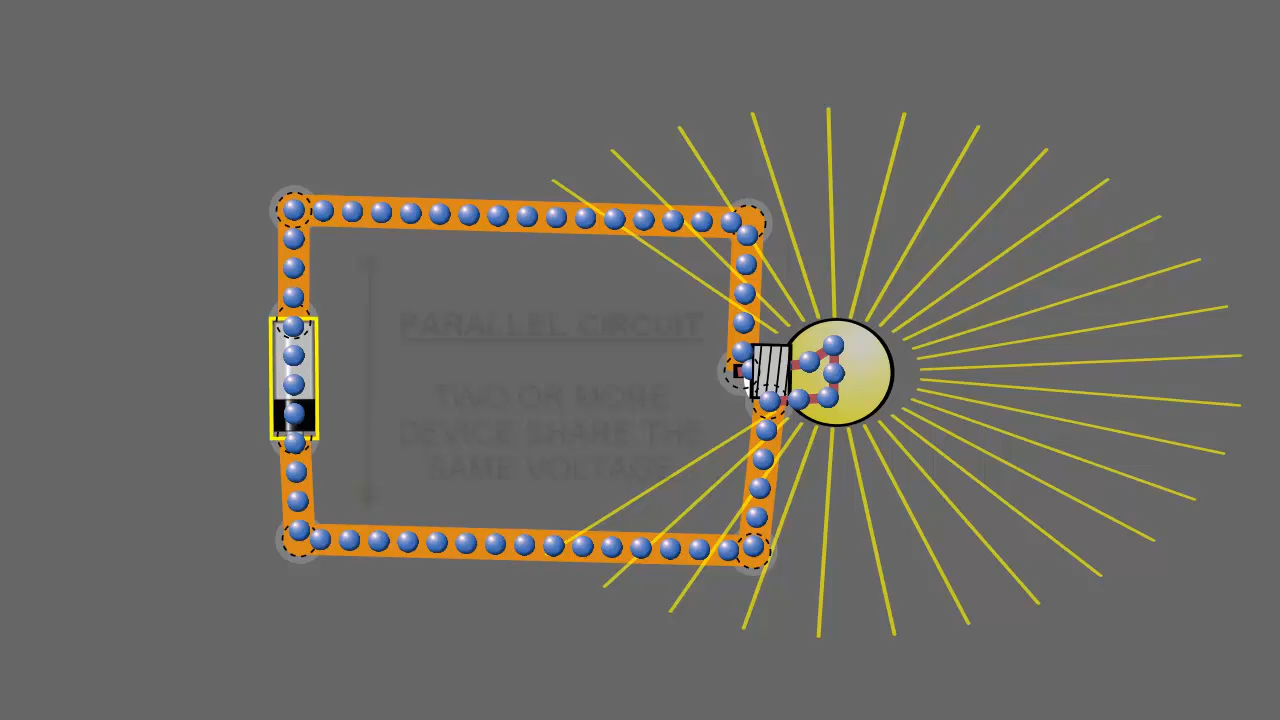 PARALLEL CIRCUIT
TWO OR MORE
DEVICE SHARE THE
SAME VOLTAGE